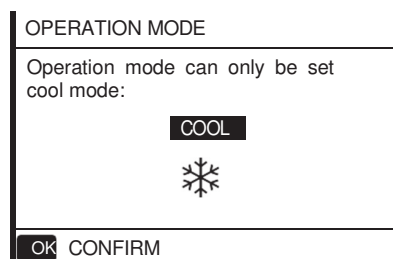 OPERATION MODE
Operation mode can only be set
cool mode:
COOL
OK CONFIRM